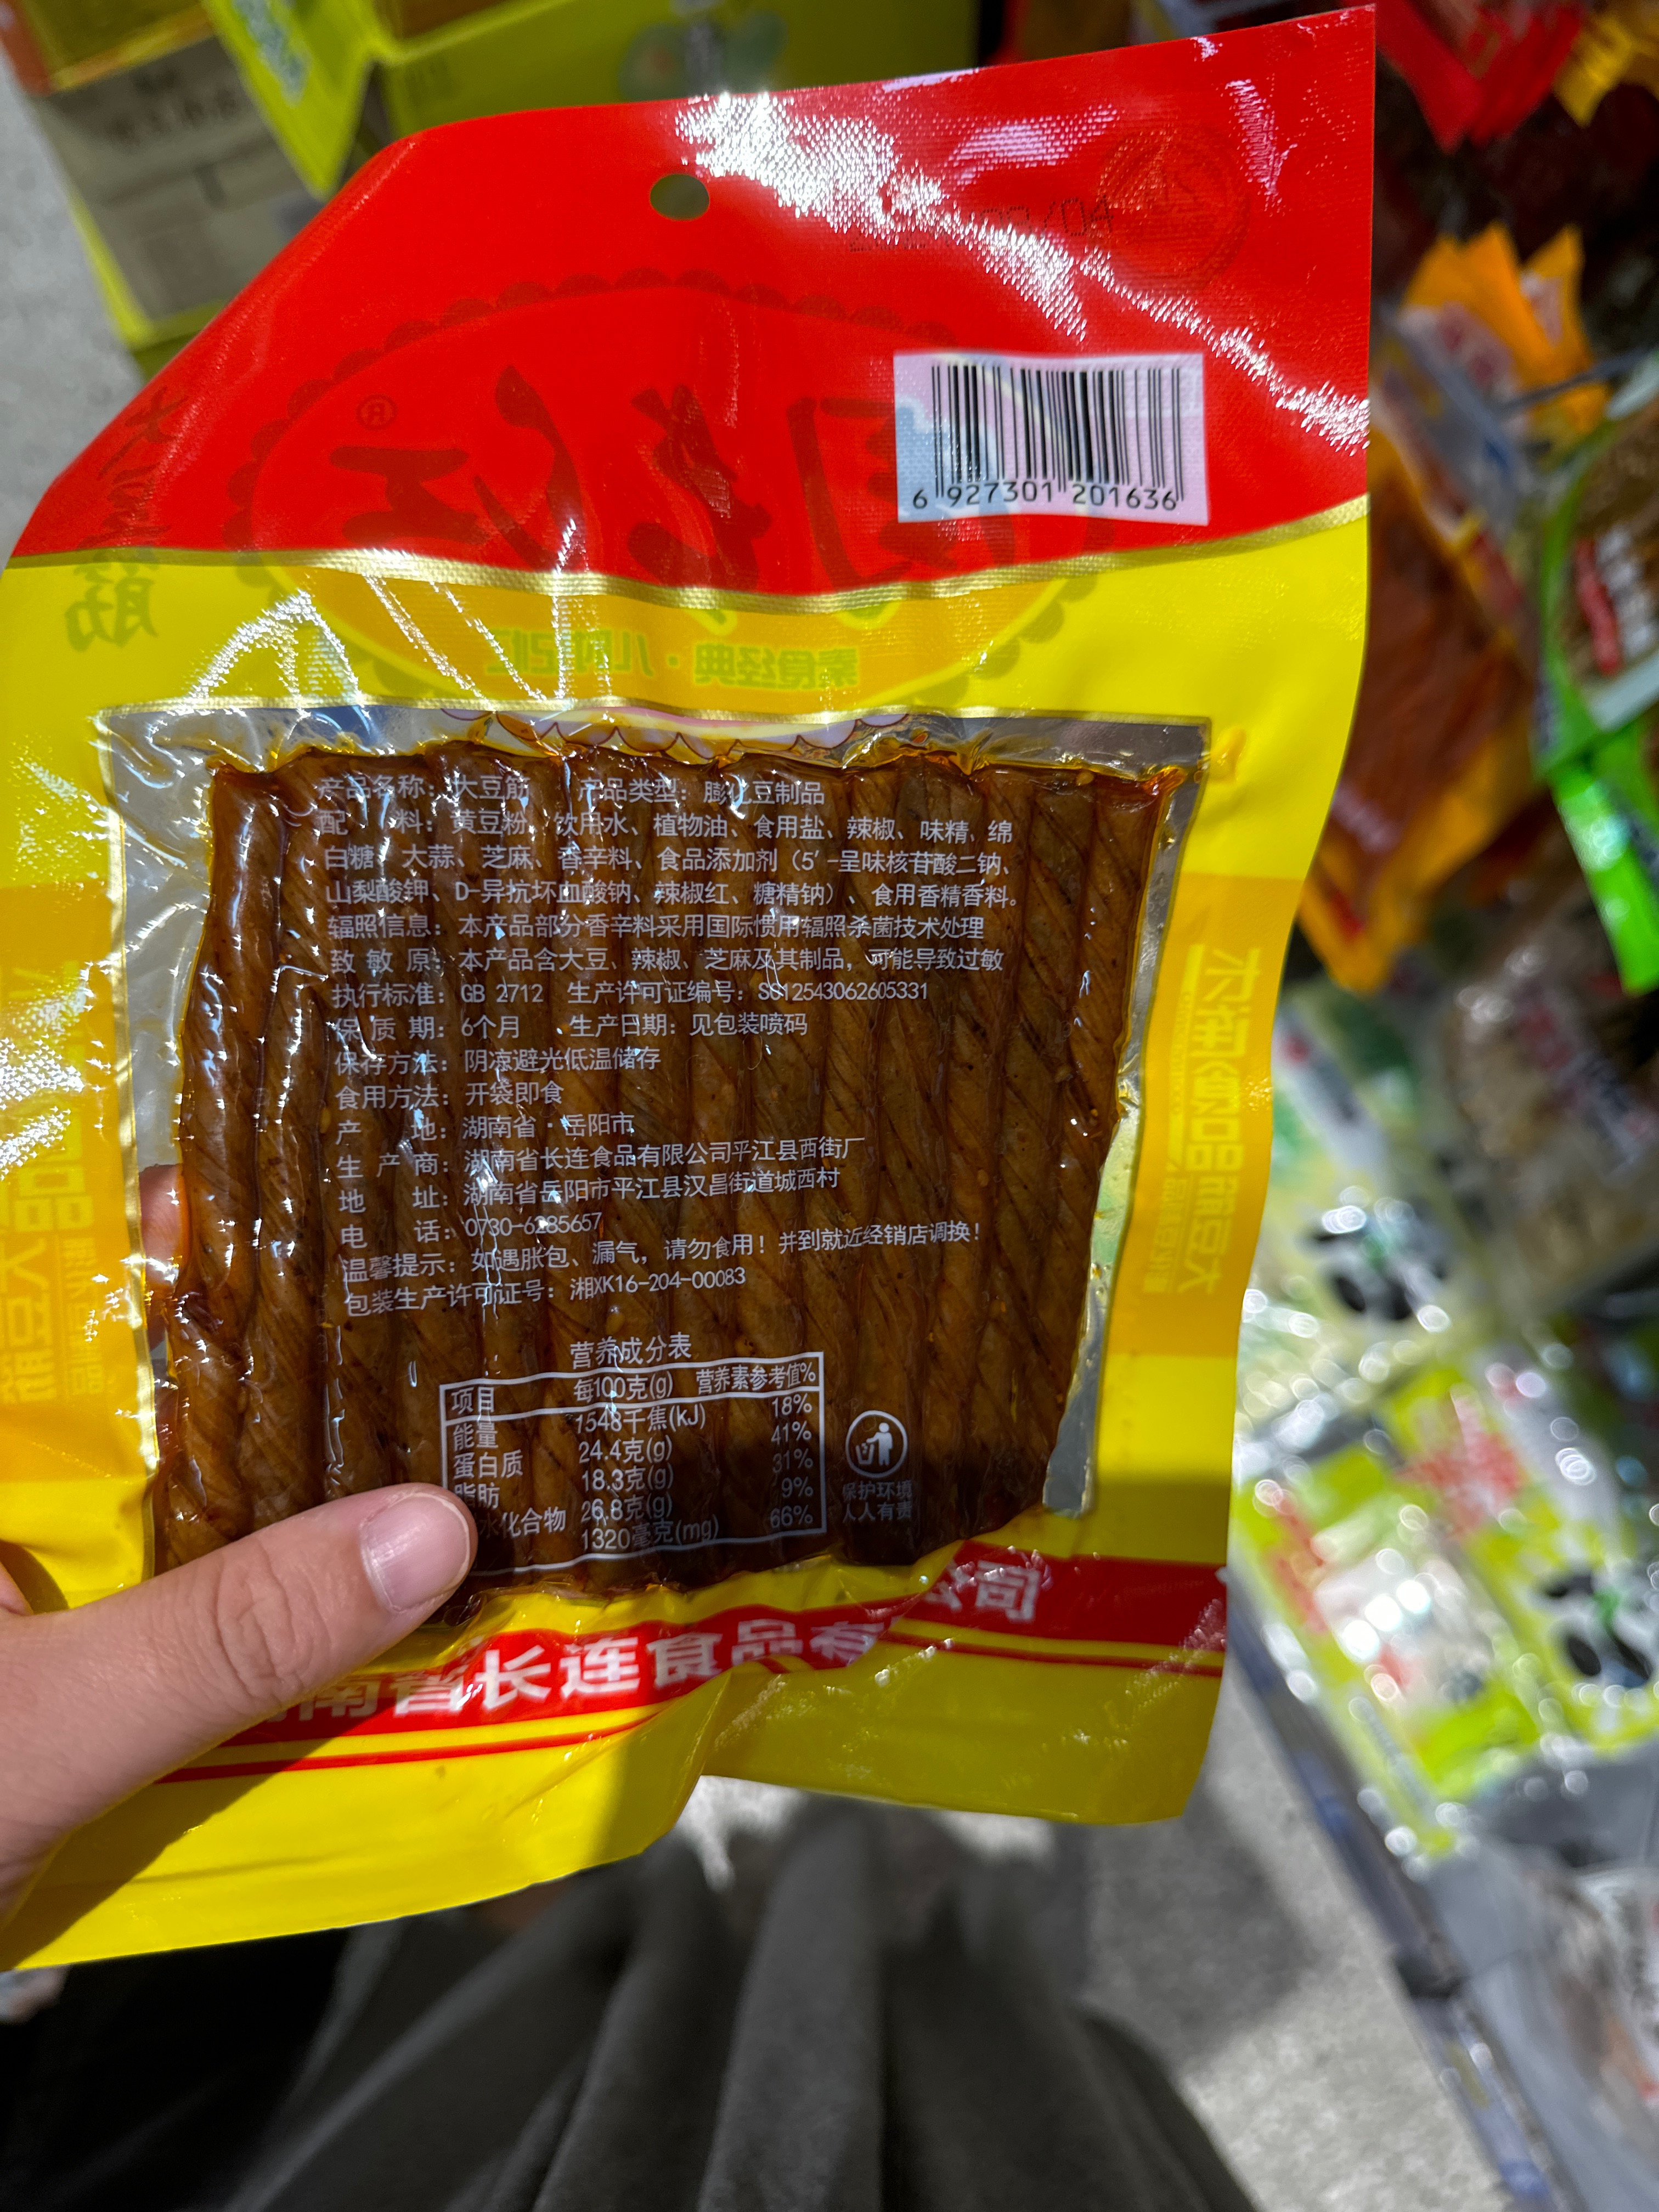 6 927301 201636
产品名称：大豆筋 产品类型：膨化豆制品
配 料：黄豆粉、饮用水、植物油、食用盐、辣椒、味精、绵
白糖、大蒜、芝麻、香辛料、食品添加剂（5′-呈味核苷酸二钠、
山梨酸钾、D-异抗坏血酸钠、辣椒红、糖精钠）、食用香精香料。
辐照信息：本产品部分香辛料采用国际惯用辐照杀菌技术处理
致 敏 原：本产品含大豆、辣椒、芝麻及其制品，可能导致过敏
执行标准：GB 2712 生产许可证编号：SC12543062605331
保 质 期：6个月 生产日期：见包装喷码
保存方法：阴凉避光低温储存
食用方法：开袋即食
产 地：湖南省·岳阳市
生 产 商：湖南省长连食品有限公司平江县西街厂
地 址：湖南省岳阳市平江县汉昌街道城西村
电 话：0730-6285657
温馨提示：如遇胀包、漏气，请勿食用！并到就近经销店调换！
包装生产许可证号：湘XK16-204-00083
营养成分表
项目 每100克(g) 营养素参考值%
能量 1548千焦(kJ) 18%
蛋白质 24.4克(g) 41%
脂肪 18.3克(g) 31%
水化合物 26.8克(g) 9%
1320毫克(mg) 66%
保护环境
人人有责
南省长连食品有 公司